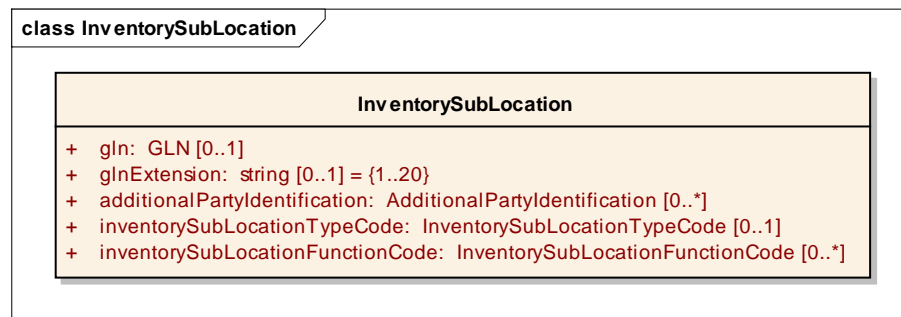 class InventorySubLocation
InventorySubLocation
+ gln: GLN [0..1]
+ glnExtension: string [0..1] = {1..20}
+ additionalPartyIdentification: AdditionalPartyIdentification [0..*]
+ inventorySubLocationTypeCode: InventorySubLocationTypeCode [0..1]
+ inventorySubLocationFunctionCode: InventorySubLocationFunctionCode [0..*]